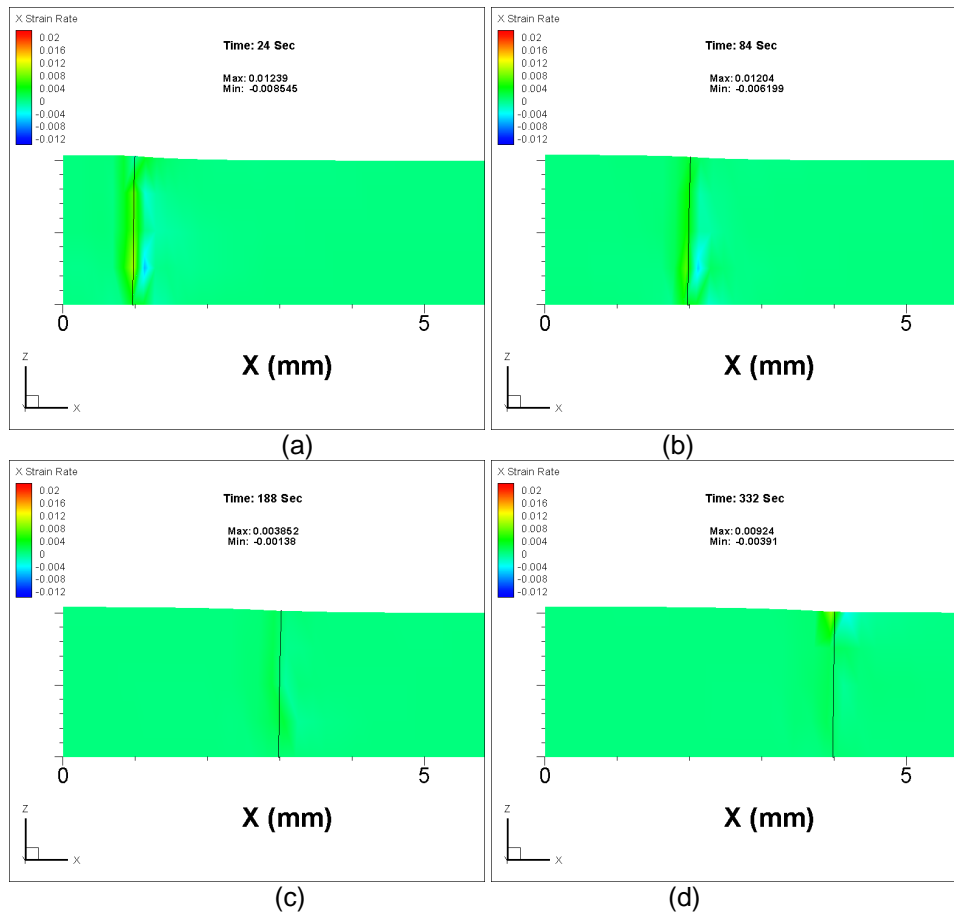 X Strain Rate
0.02
0.016
0.012
0.008
0.004
0
-0.004
-0.008
-0.012
Time: 24 Sec
Max: 0.01239
Min: -0.008545
0
5
X (mm)
Z
Y
X
(a)
X Strain Rate
0.02
0.016
0.012
0.008
0.004
0
-0.004
-0.008
-0.012
Time: 84 Sec
Max: 0.01204
Min: -0.006199
0
5
X (mm)
Z
Y
X
(b)
X Strain Rate
0.02
0.016
0.012
0.008
0.004
0
-0.004
-0.008
-0.012
Time: 188 Sec
Max: 0.003852
Min: -0.00138
0
5
X (mm)
Z
Y
X
(c)
X Strain Rate
0.02
0.016
0.012
0.008
0.004
0
-0.004
-0.008
-0.012
Time: 332 Sec
Max: 0.00924
Min: -0.00391
0
5
X (mm)
Z
Y
X
(d)